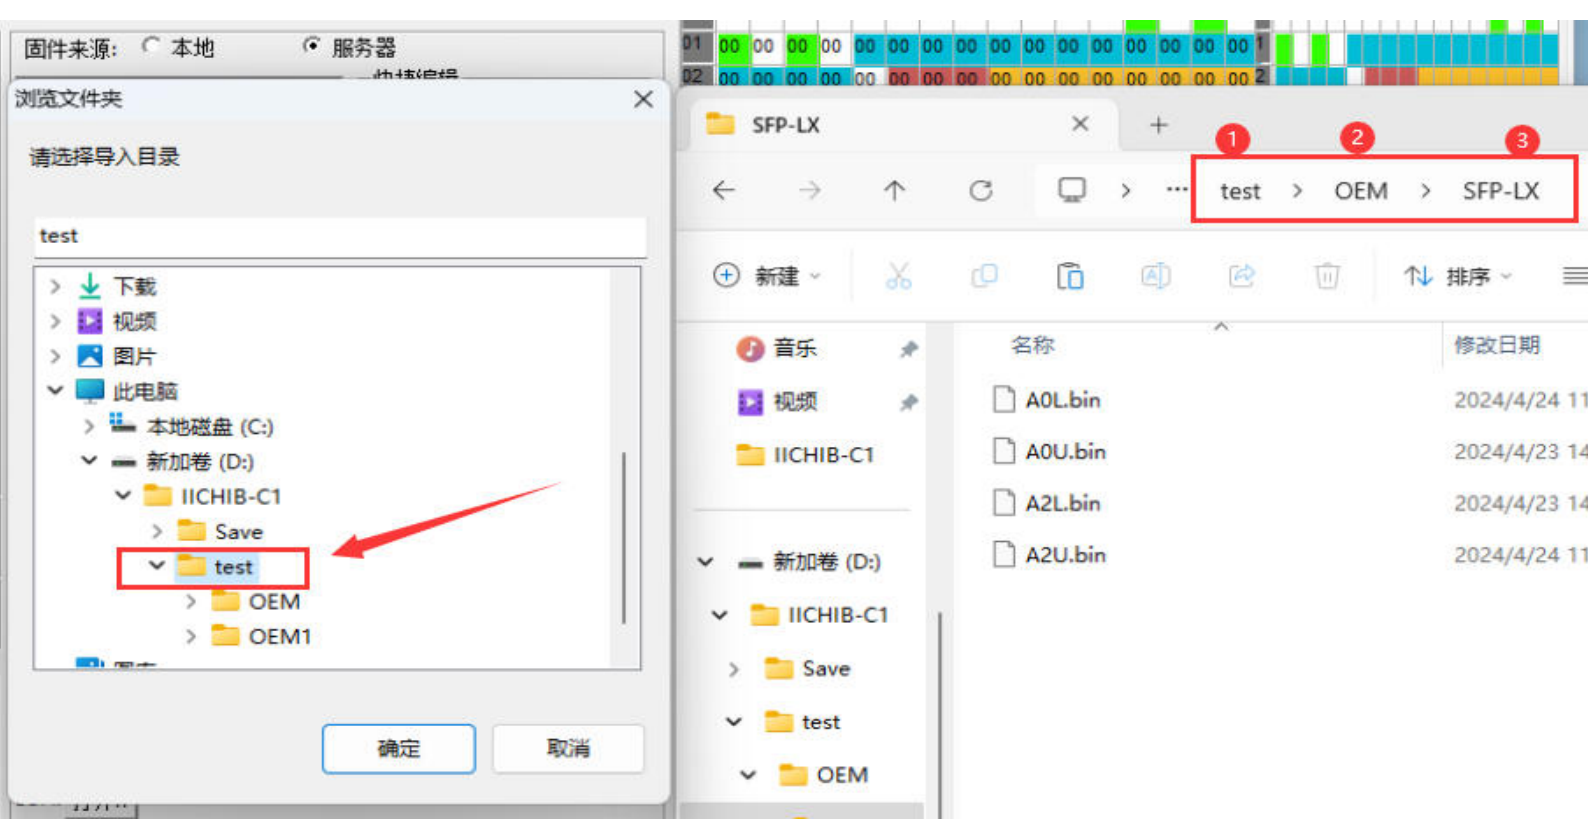 固件来源: 本地 服务器
快捷编辑
浏览文件夹
请选择导入目录
test
下载
视频
图片
此电脑
本地磁盘 (C:)
新加卷 (D:)
IICHIB-C1
Save
test
OEM
OEM1
确定 取消
01 00 00 00 00 00 00 00 00 00 00 00 00 00 00 00 00 1
02 00 00 00 00 00 00 00 00 00 00 00 00 00 00 00 00 2
SFP-LX
1 2 3
··· test > OEM > SFP-LX
新建 排序
名称 修改日期
音乐
视频
IICHIB-C1
新加卷 (D:)
IICHIB-C1
Save
test
OEM
A0L.bin 2024/4/24 11
A0U.bin 2024/4/23 14
A2L.bin 2024/4/23 14
A2U.bin 2024/4/24 11